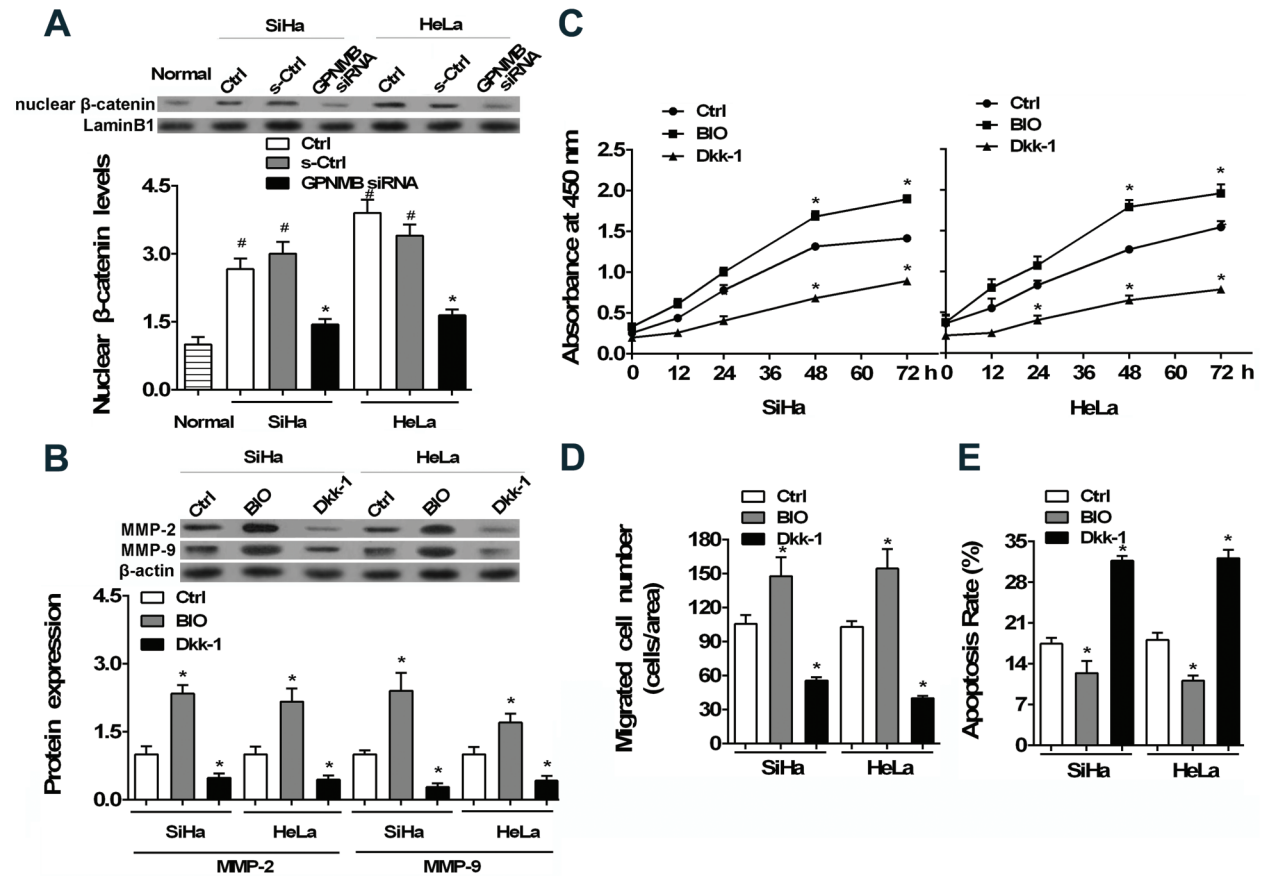 A
SiHa
HeLa
Normal
Ctrl
s-Ctrl
GPNMB siRNA
Ctrl
s-Ctrl
GPNMB siRNA
nuclear β-catenin
LaminB1
Ctrl
s-Ctrl
GPNMB siRNA
Nuclear β-catenin levels
4.5
3.0
1.5
0.0
#
#
*
#
#
*
Normal
SiHa
HeLa
B
SiHa
HeLa
Ctrl
BIO
Dkk-1
Ctrl
BIO
Dkk-1
MMP-2
MMP-9
β-actin
Ctrl
BIO
Dkk-1
Protein expression
4.5
3.0
1.5
0.0
*
*
*
*
*
*
*
*
SiHa
HeLa
SiHa
HeLa
MMP-2
MMP-9
C
Ctrl
BIO
Dkk-1
Absorbance at 450 nm
2.5
2.0
1.5
1.0
0.5
0.0
*
*
*
*
0 12 24 36 48 60 72 h
SiHa
Ctrl
BIO
Dkk-1
*
*
*
*
*
0 12 24 36 48 0 72 h
HeLa
D
Ctrl
BIO
Dkk-1
Migrated cell number
(cells/area)
180
150
120
90
60
30
0
*
*
*
*
SiHa
HeLa
E
Ctrl
BIO
Dkk-1
Apoptosis Rate (%)
35
28
21
14
7
0
*
*
*
*
SiHa
HeLa